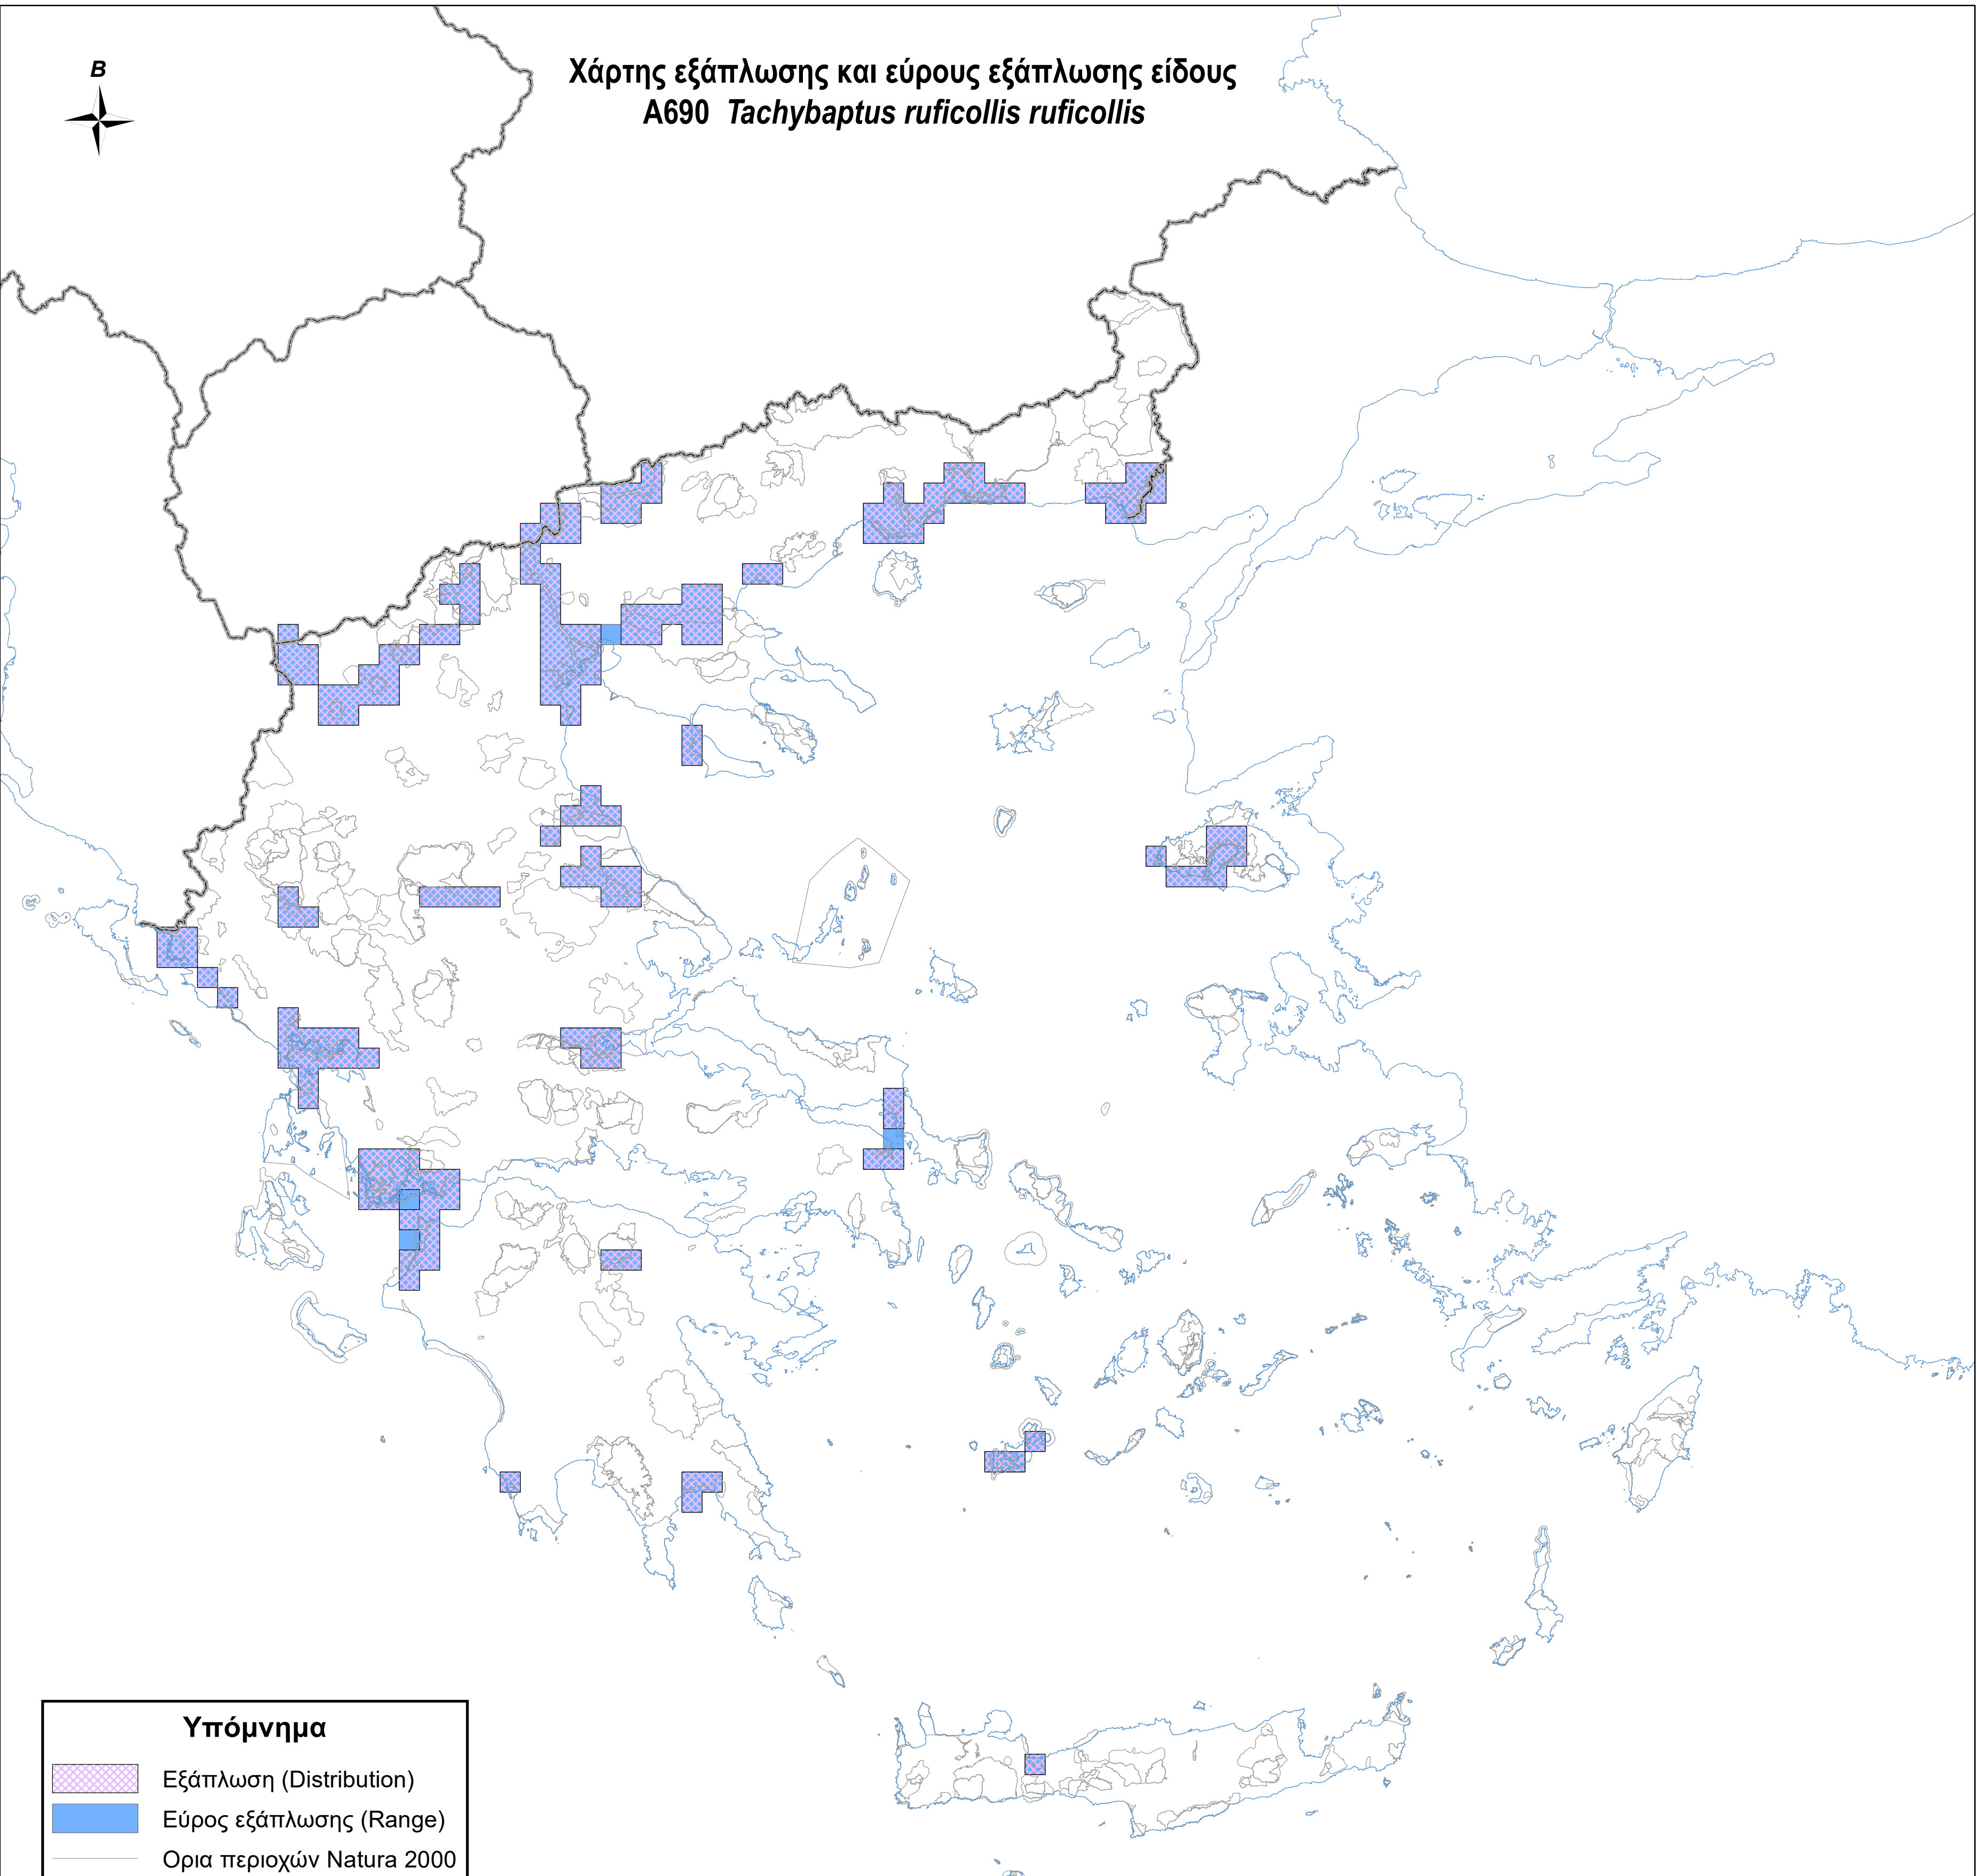 Β
Χάρτης εξάπλωσης και εύρους εξάπλωσης είδους
A690 Tachybaptus ruficollis ruficollis
Υπόμνημα
Εξάπλωση (Distribution)
Εύρος εξάπλωσης (Range)
Ορια περιοχών Natura 2000